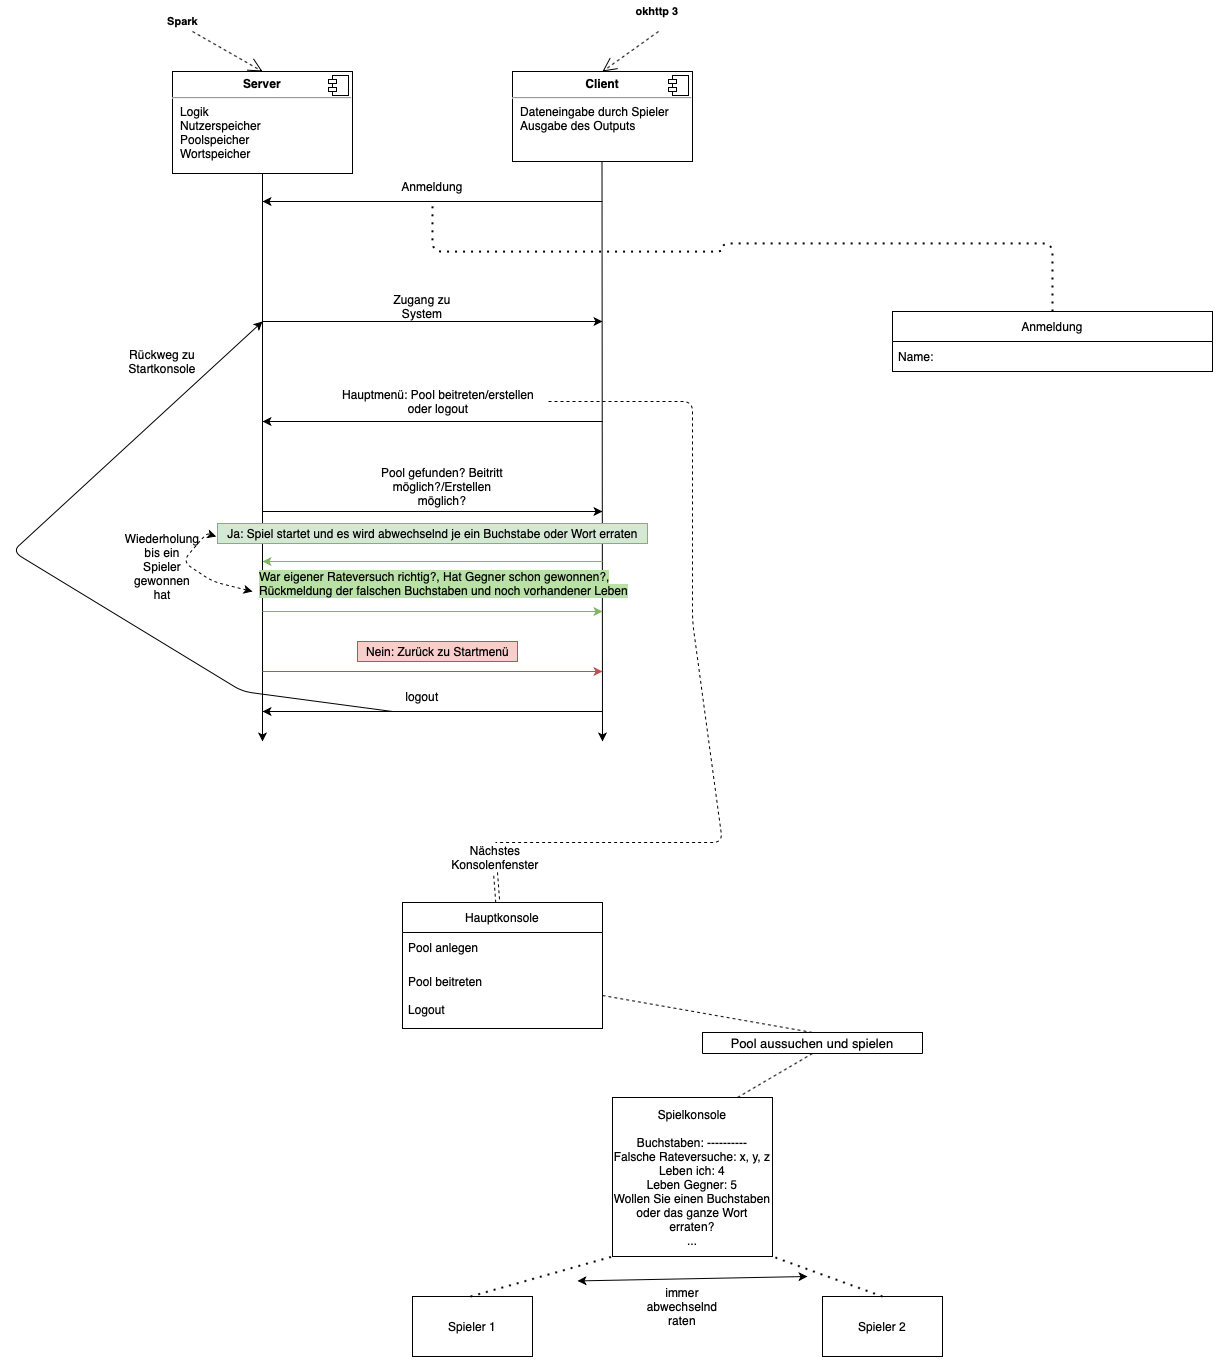 Spark
okhttp 3
Server
Logik
Nutzerspeicher
Poolspeicher
Wortspeicher
Client
Dateneingabe durch Spieler
Ausgabe des Outputs
Anmeldung
Zugang zu
System
Anmeldung
Name:
Rückweg zu
Startkonsole
Hauptmenü: Pool beitreten/erstellen
oder logout
Pool gefunden? Beitritt
möglich?/Erstellen
möglich?
Ja: Spiel startet und es wird abwechselnd je ein Buchstabe oder Wort erraten
Wiederholung
bis ein
Spieler
gewonnen
hat
War eigener Rateversuch richtig?, Hat Gegner schon gewonnen?,
Rückmeldung der falschen Buchstaben und noch vorhandener Leben
Nein: Zurück zu Startmenü
logout
Nächstes
Konsolenfenster
Hauptkonsole
Pool anlegen
Pool beitreten
Logout
Pool aussuchen und spielen
Spielkonsole
Buchstaben: ----------
Falsche Rateversuche: x, y, z
Leben ich: 4
Leben Gegner: 5
Wollen Sie einen Buchstaben
oder das ganze Wort
erraten?
...
immer
abwechselnd
raten
Spieler 1
Spieler 2